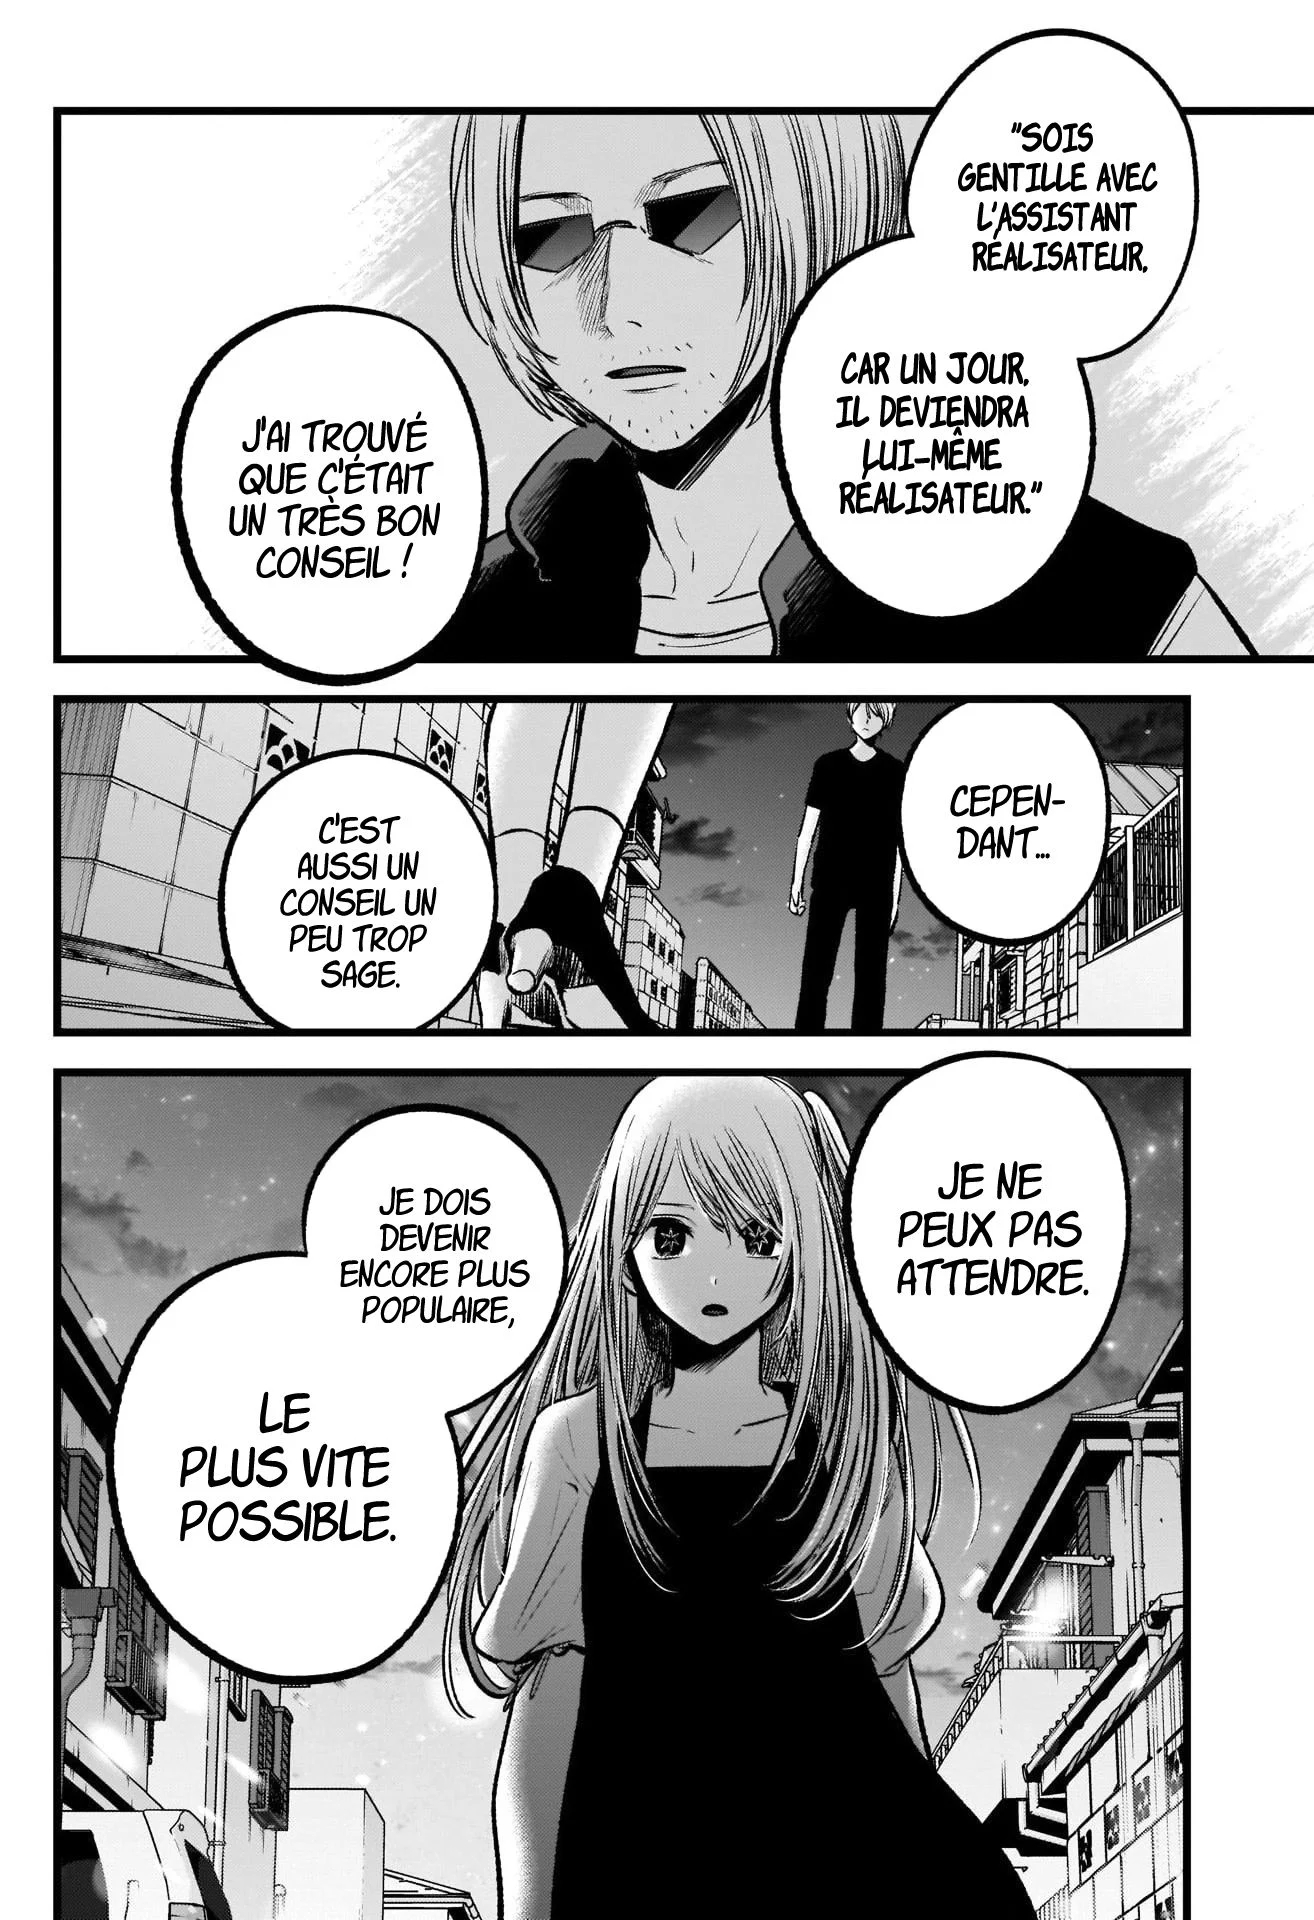 "SOIS
GENTILLE AVEC
L'ASSISTANT
RÉALISATEUR,
CAR UN JOUR,
IL DEVIENDRA
LUI-MÊME
RÉALISATEUR."
J'AI TROUVÉ
QUE C'ÉTAIT
UN TRÈS BON
CONSEIL !
CEPEN-
DANT...
C'EST
AUSSI UN
CONSEIL UN
PEU TROP
SAGE.
JE NE
PEUX PAS
ATTENDRE.
JE DOIS
DEVENIR
ENCORE PLUS
POPULAIRE,
LE
PLUS VITE
POSSIBLE.